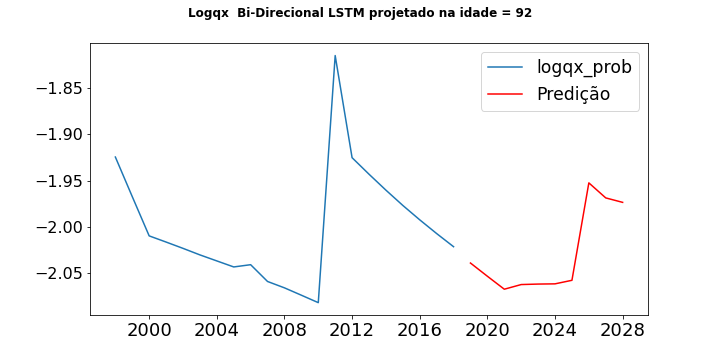 Logqx Bi-Direcional LSTM projetado na idade = 92
logqx_prob
Predição
−1.85
−1.90
−1.95
−2.00
−2.05
2000 2004 2008 2012 2016 2020 2024 2028